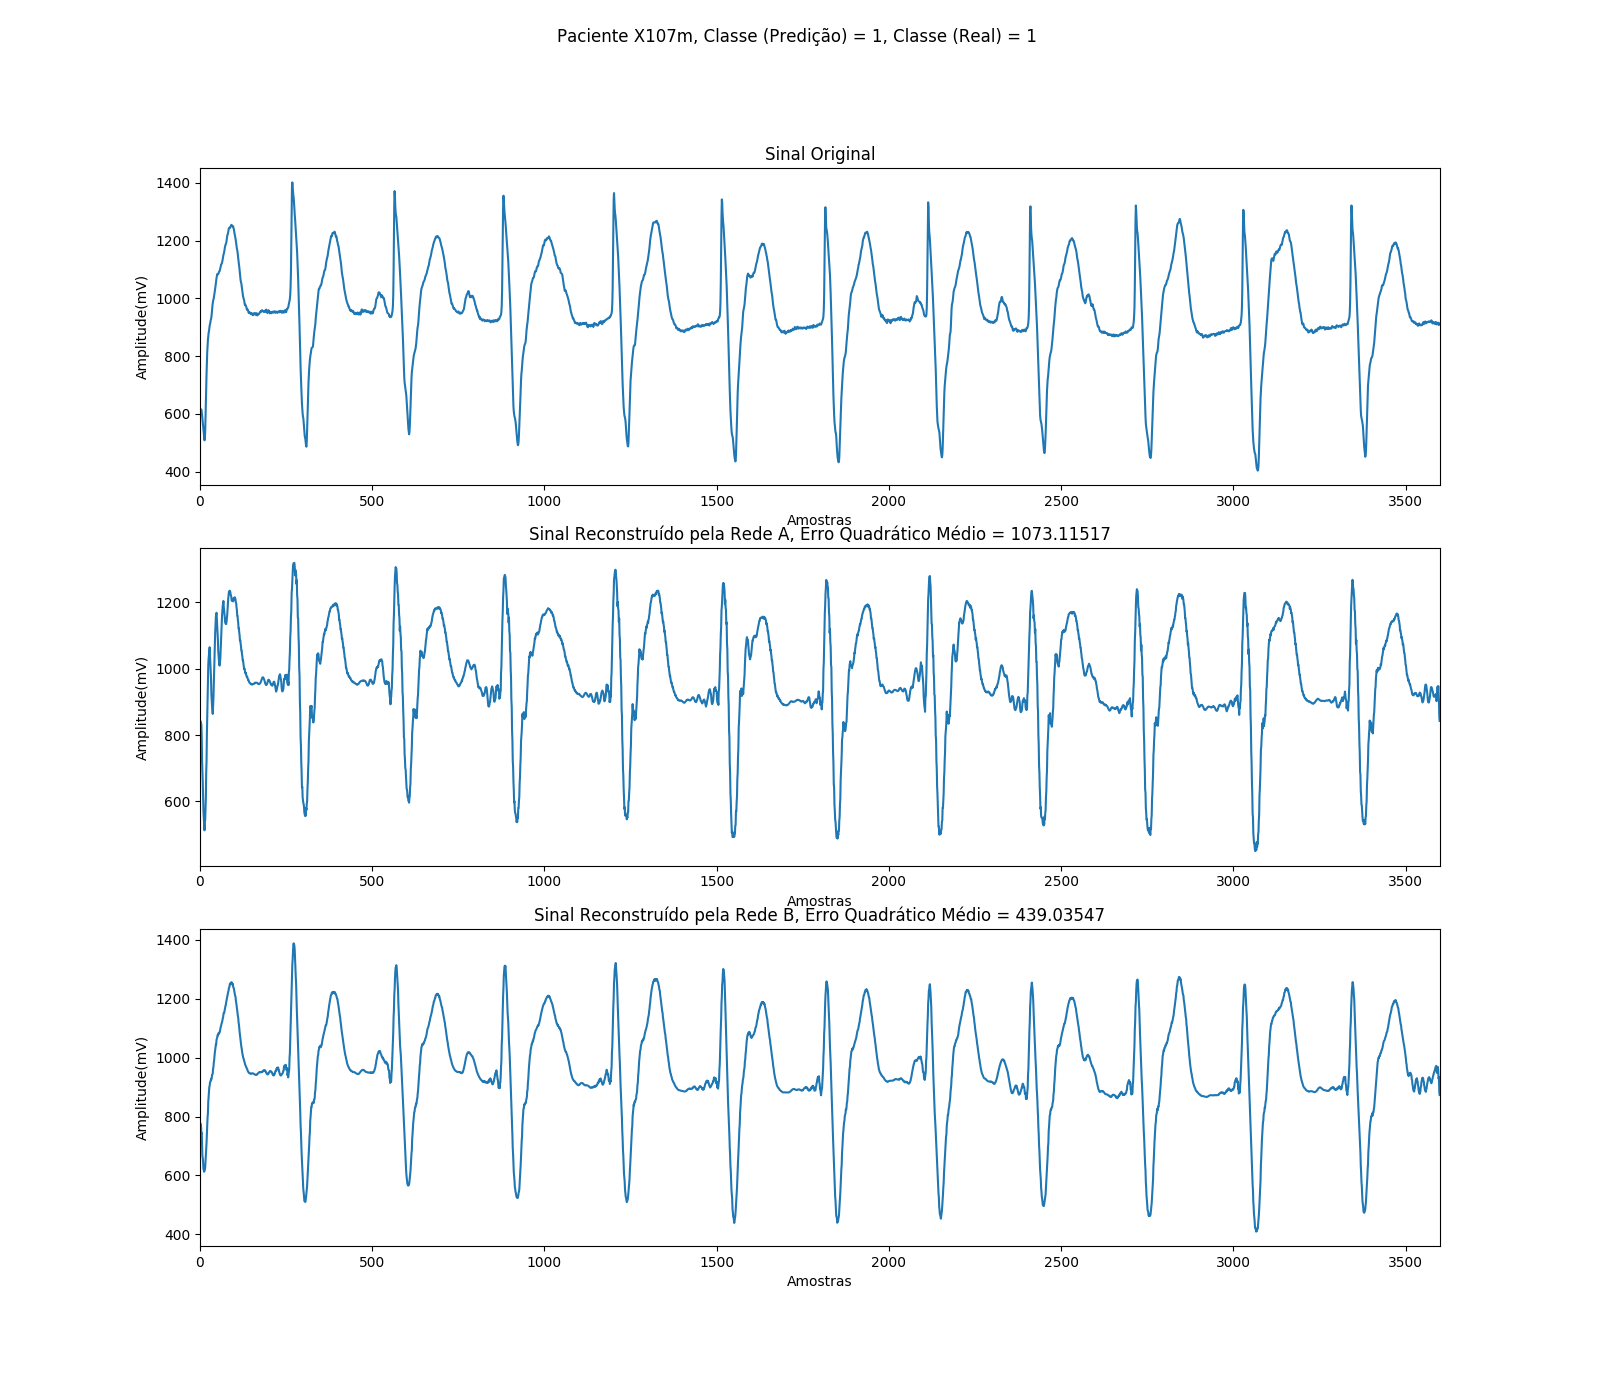 Paciente X107m, Classe (Predição) = 1, Classe (Real) = 1
Sinal Original
Amplitude(mV)
1400
1200
1000
800
600
400
0 500 1000 1500 2000 2500 3000 3500
Amostras
Sinal Reconstruído pela Rede A, Erro Quadrático Médio = 1073.11517
Amplitude(mV)
1200
1000
800
600
0 500 1000 1500 2000 2500 3000 3500
Amostras
Sinal Reconstruído pela Rede B, Erro Quadrático Médio = 439.03547
Amplitude(mV)
1400
1200
1000
800
600
400
0 500 1000 1500 2000 2500 3000 3500
Amostras